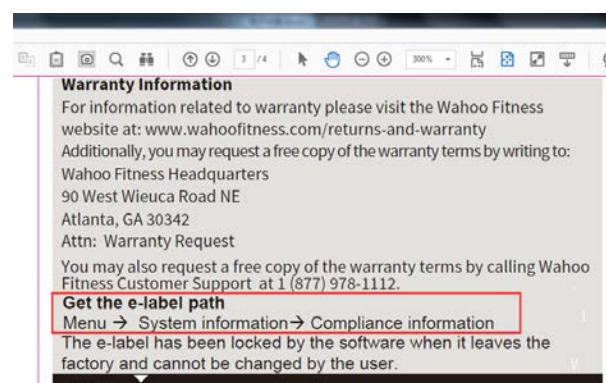 3 / 4
300%
Warranty Information
For information related to warranty please visit the Wahoo Fitness
website at: www.wahoofitness.com/returns-and-warranty
Additionally, you may request a free copy of the warranty terms by writing to:
Wahoo Fitness Headquarters
90 West Wieuca Road NE
Atlanta, GA 30342
Attn: Warranty Request
You may also request a free copy of the warranty terms by calling Wahoo
Fitness Customer Support at 1 (877) 978-1112.
Get the e-label path
Menu → System information→ Compliance information
The e-label has been locked by the software when it leaves the
factory and cannot be changed by the user.